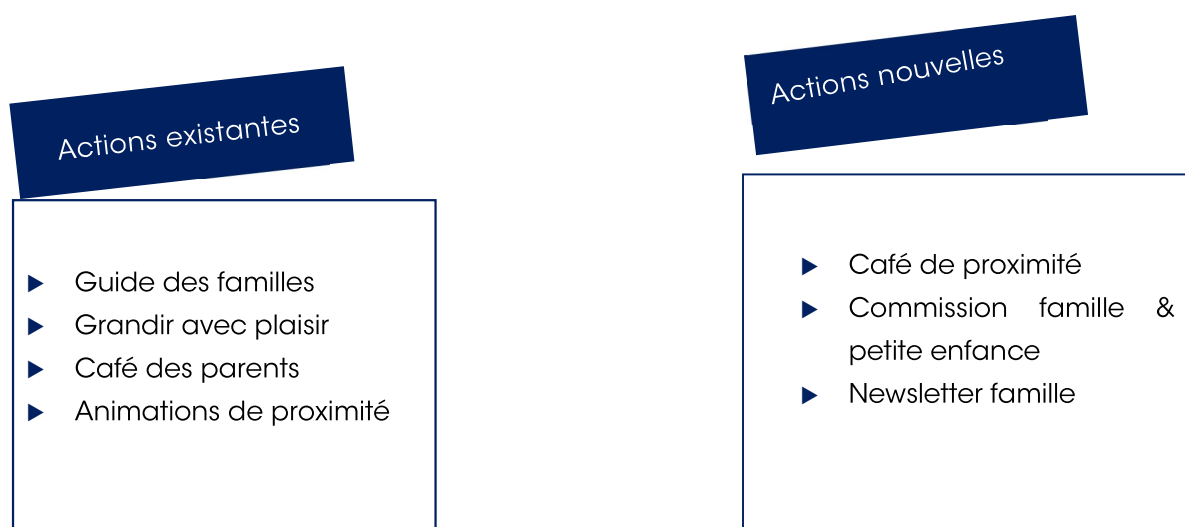 Actions existantes
Guide des familles
Grandir avec plaisir
Café des parents
Animations de proximité
Actions nouvelles
Café de proximité
Commission famille &
petite enfance
Newsletter famille